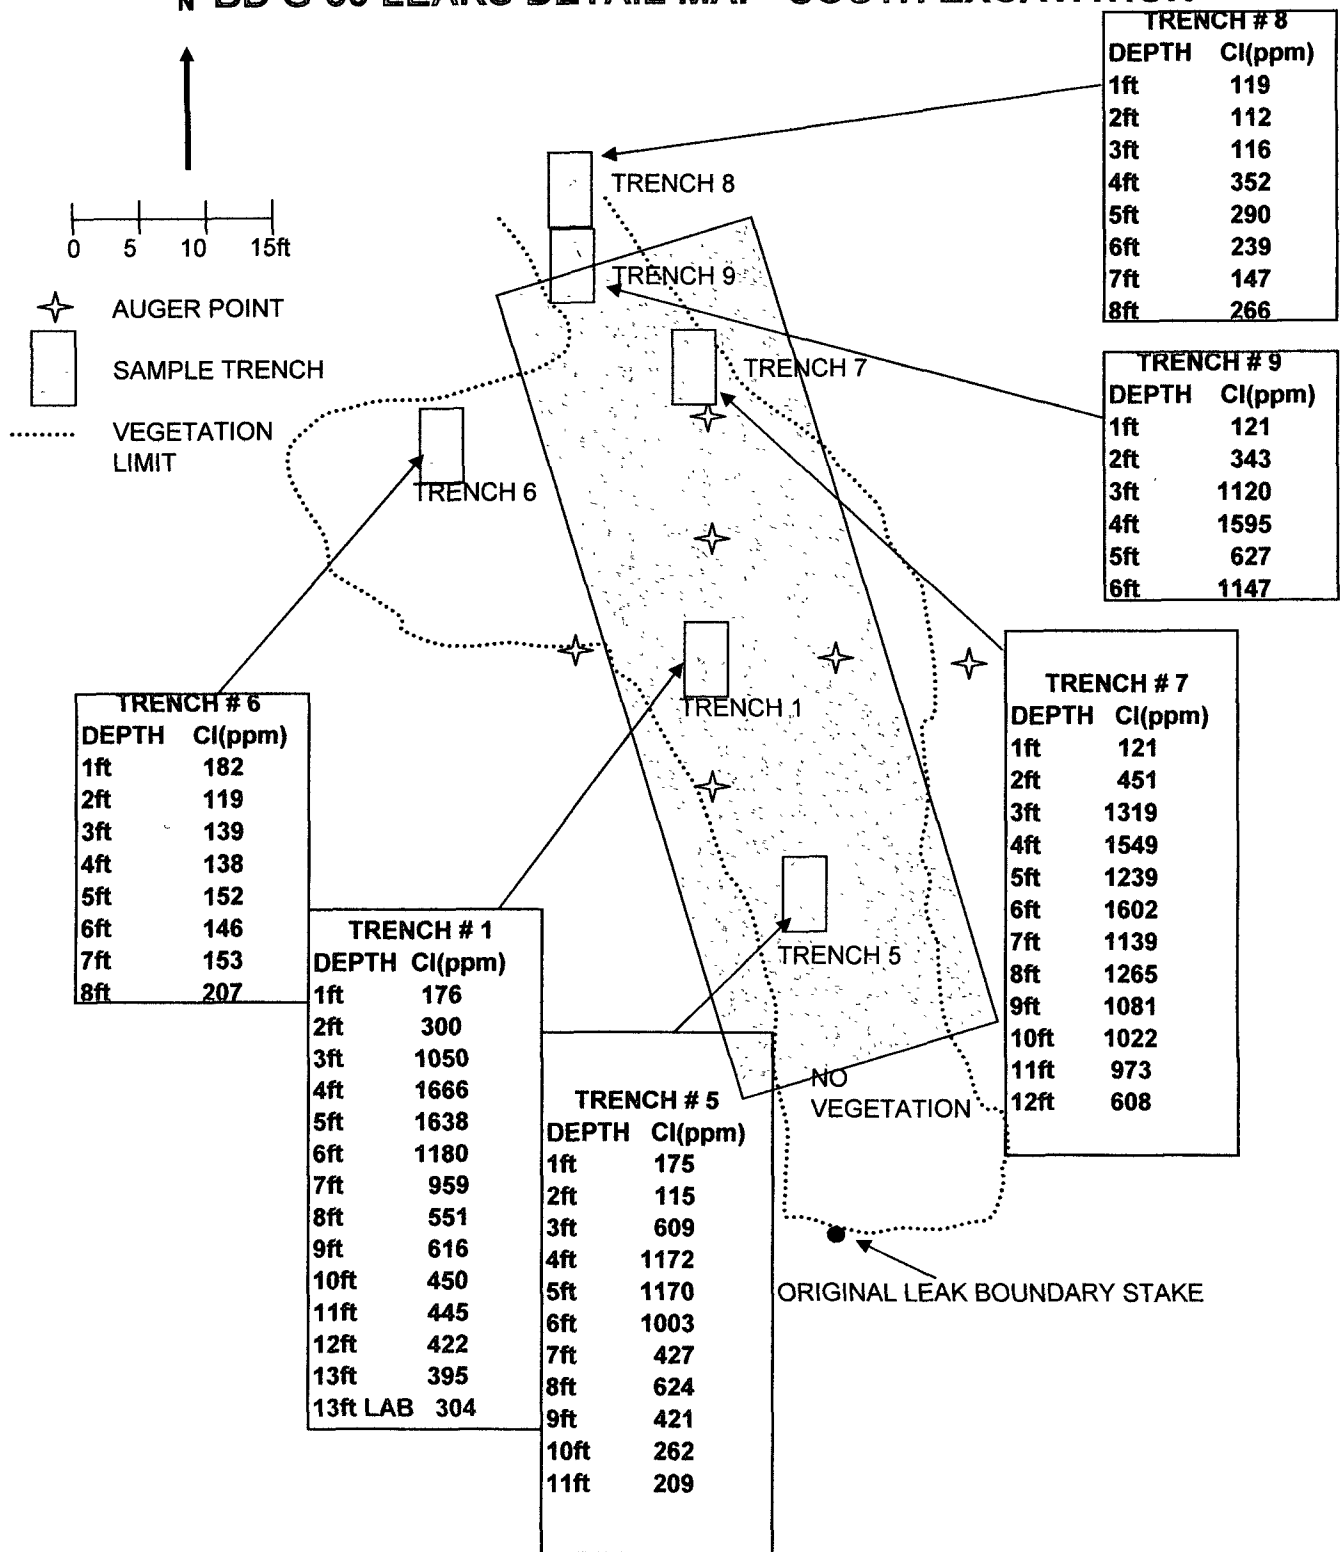 N
TRENCH # 8
DEPTH Cl(ppm)
1ft 119
2ft 112
3ft 116
4ft 352
5ft 290
6ft 239
7ft 147
8ft 266
TRENCH 8
0 5 10 15ft
TRENCH 9
AUGER POINT
SAMPLE TRENCH
VEGETATION
LIMIT
TRENCH # 9
DEPTH Cl(ppm)
1ft 121
2ft 343
3ft 1120
4ft 1595
5ft 627
6ft 1147
TRENCH 7
TRENCH 6
TRENCH # 7
DEPTH Cl(ppm)
1ft 121
2ft 451
3ft 1319
4ft 1549
5ft 1239
6ft 1602
7ft 1139
8ft 1265
9ft 1081
10ft 1022
11ft 973
12ft 608
TRENCH 1
TRENCH # 6
DEPTH Cl(ppm)
1ft 182
2ft 119
3ft 139
4ft 138
5ft 152
6ft 146
7ft 153
8ft 207
TRENCH # 1
DEPTH Cl(ppm)
1ft 176
2ft 300
3ft 1050
4ft 1666
5ft 1638
6ft 1180
7ft 959
8ft 551
9ft 616
10ft 450
11ft 445
12ft 422
13ft 395
13ft LAB 304
TRENCH 5
NO
VEGETATION
TRENCH # 5
DEPTH Cl(ppm)
1ft 175
2ft 115
3ft 609
4ft 1172
5ft 1170
6ft 1003
7ft 427
8ft 624
9ft 421
10ft 262
11ft 209
ORIGINAL LEAK BOUNDARY STAKE